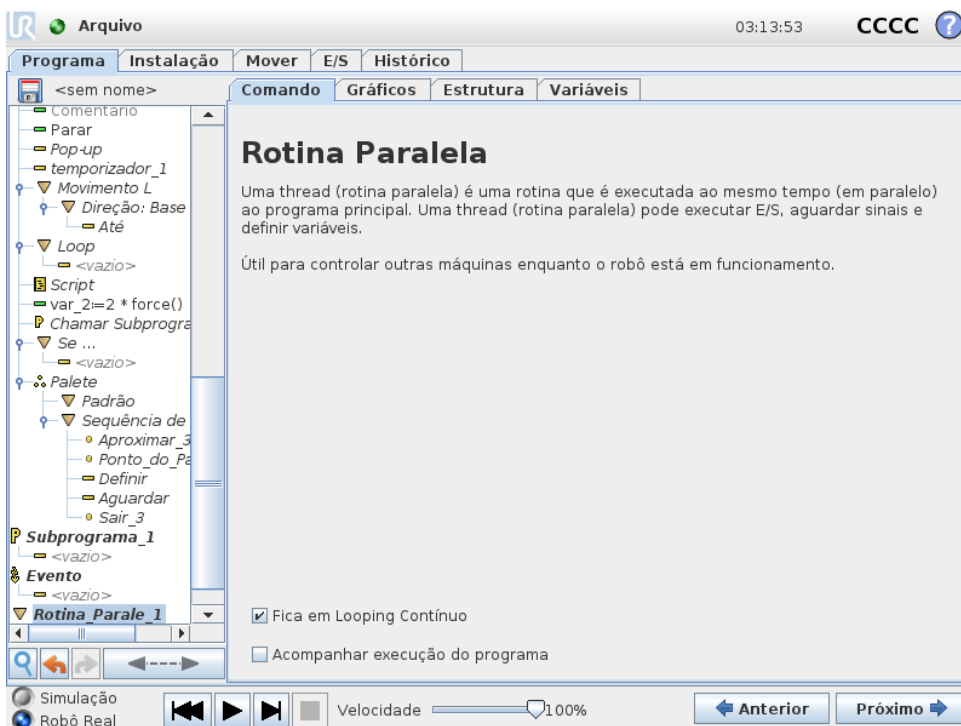 UR Arquivo 03:13:53 CCCC ?
Programa Instalação Mover E/S Histórico
<sem nome> Comando Gráficos Estrutura Variáveis
Comentário
Parar
Pop-up
temporizador_1
Movimento L
Direção: Base
Até
Loop
<vazio>
Script
var_2:=2 * force()
P Chamar Subprogra
Se ...
<vazio>
Palete
Padrão
Sequência de
Aproximar_3
Ponto_do_Pa
Definir
Aguardar
Sair_3
P Subprograma_1
<vazio>
Evento
<vazio>
Rotina_Parale_1
Rotina Paralela
Uma thread (rotina paralela) é uma rotina que é executada ao mesmo tempo (em paralelo)
ao programa principal. Uma thread (rotina paralela) pode executar E/S, aguardar sinais e
definir variáveis.
Útil para controlar outras máquinas enquanto o robô está em funcionamento.
Fica em Looping Contínuo
Acompanhar execução do programa
Simulação
Robô Real
Velocidade 100%
Anterior Próximo